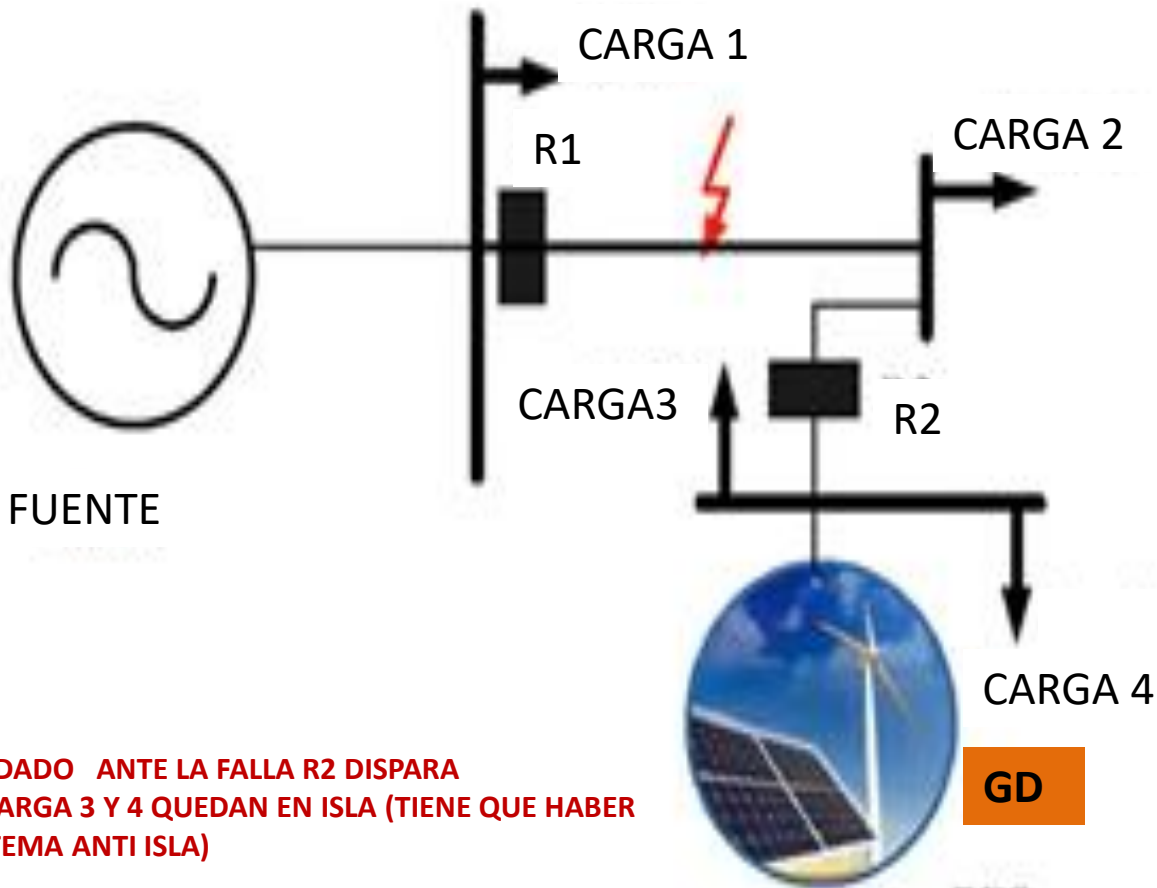 CARGA 1
R1
CARGA 2
CARGA3
R2
FUENTE
CARGA 4
GD
DADO ANTE LA FALLA R2 DISPARA
ARGA 3 Y 4 QUEDAN EN ISLA (TIENE QUE HABER
TEMA ANTI ISLA)